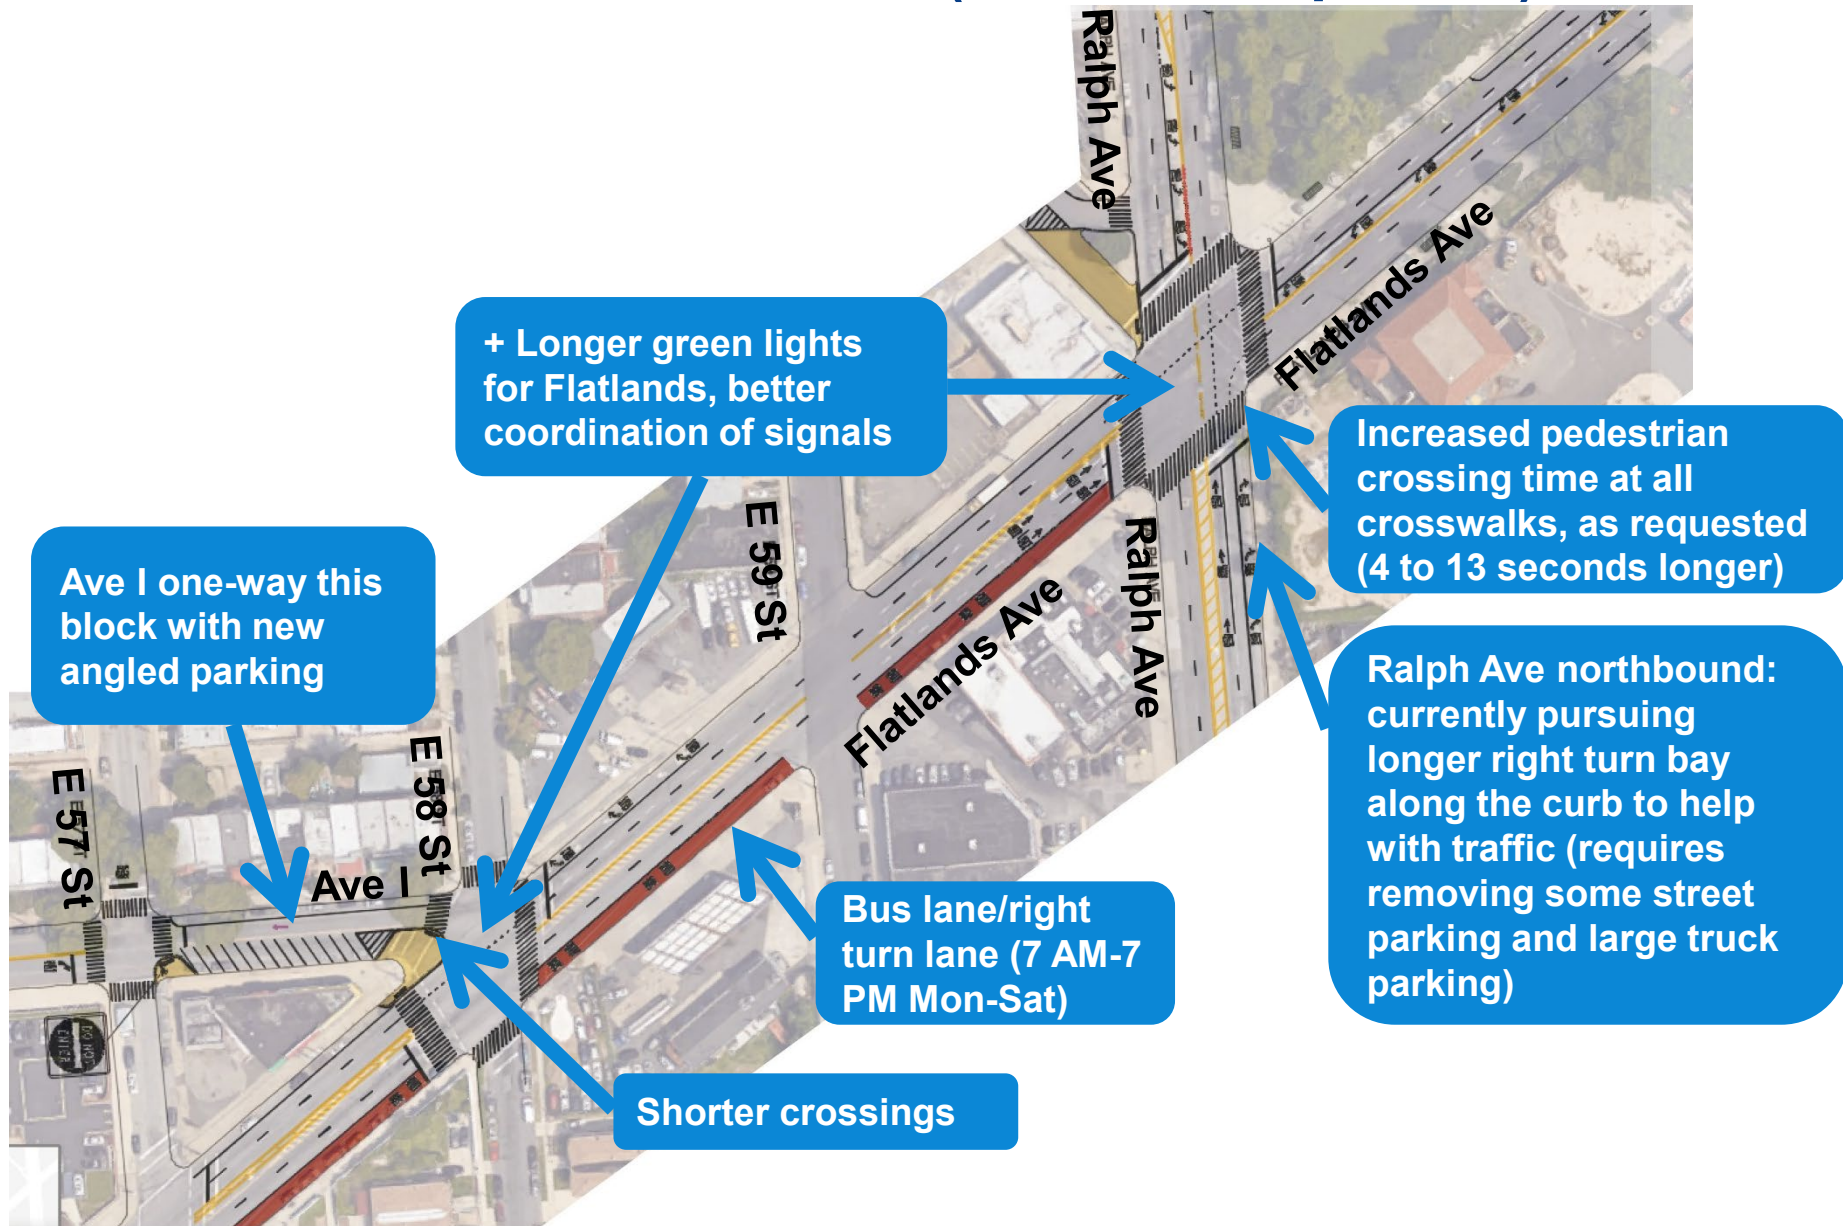 Ralph Ave
Flatlands Ave
+ Longer green lights
for Flatlands, better
coordination of signals
Increased pedestrian
crossing time at all
crosswalks, as requested
(4 to 13 seconds longer)
E 59 St
Ralph Ave
Ave I one-way this
block with new
angled parking
Flatlands Ave
Ralph Ave northbound:
currently pursuing
longer right turn bay
along the curb to help
with traffic (requires
removing some street
parking and large truck
parking)
E 57 St
E 58 St
Ave I
Bus lane/right
turn lane (7 AM-7
PM Mon-Sat)
DO NOT
ENTER
Shorter crossings